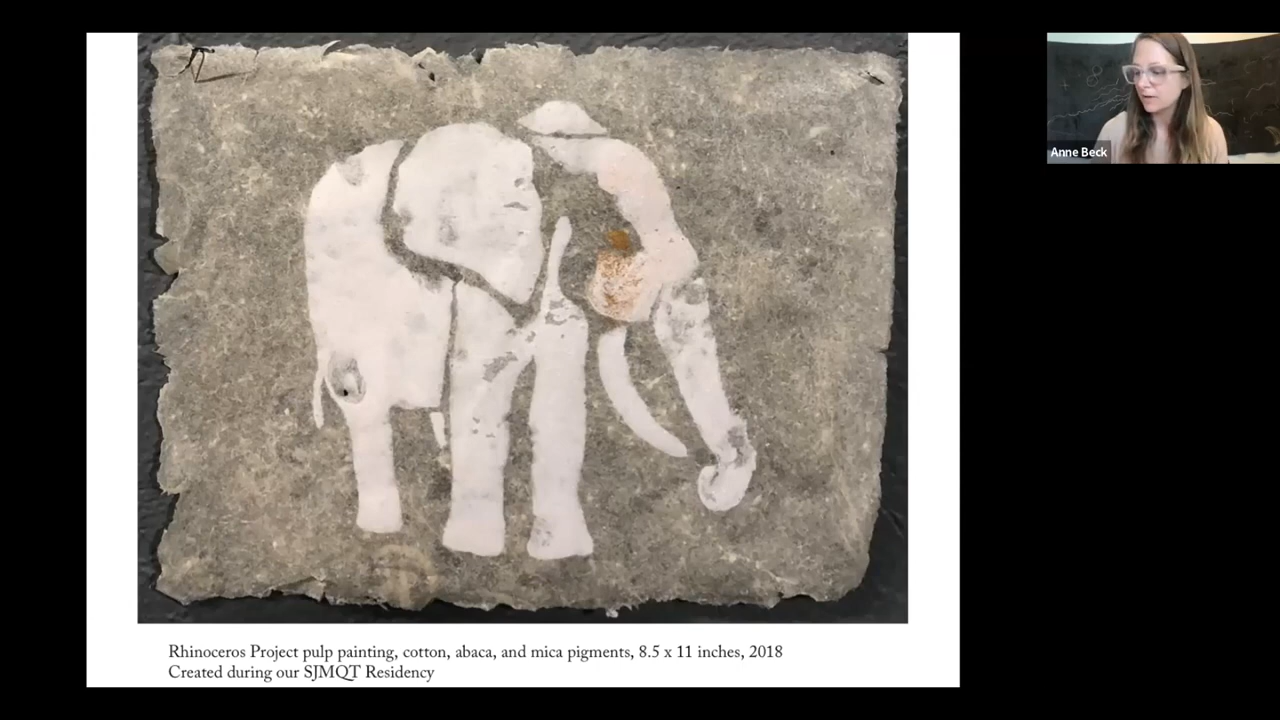 Anne Beck
Rhinoceros Project pulp painting, cotton, abaca, and mica pigments, 8.5 x 11 inches, 2018
Created during our SJMQT Residency